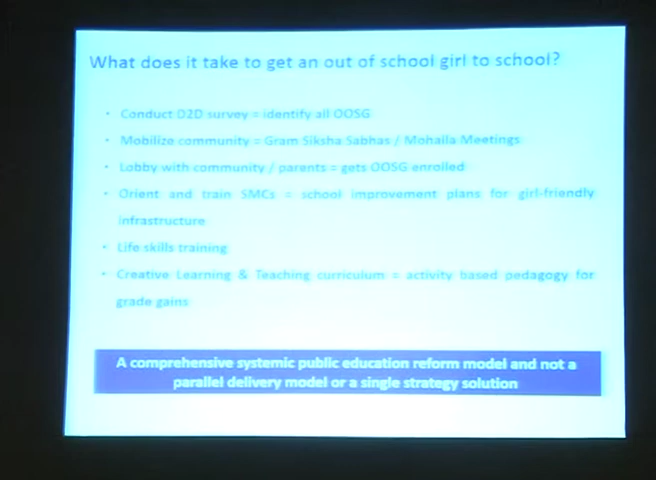 What does it take to get an out of school girl to school?
• Conduct D2D survey = identify all OOSG
• Mobilize community = Gram Siksha Sabhas / Mohalla Meetings
• Lobby with community / parents = gets OOSG enrolled
• Orient and train SMCs = school improvement plans for girl-friendly
infrastructure
• Life skills training
• Creative Learning & Teaching curriculum = activity based pedagogy for
grade gains
A comprehensive systemic public education reform model and not a
parallel delivery model or a single strategy solution